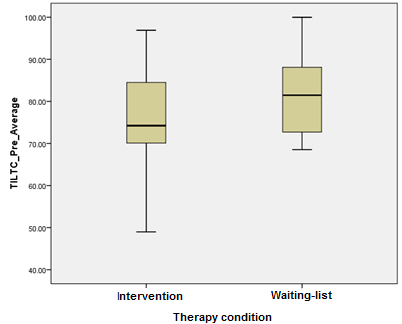 100.00
90.00
80.00
70.00
60.00
50.00
40.00
TILTC_Pre_Average
Intervention
Waiting-list
Therapy condition